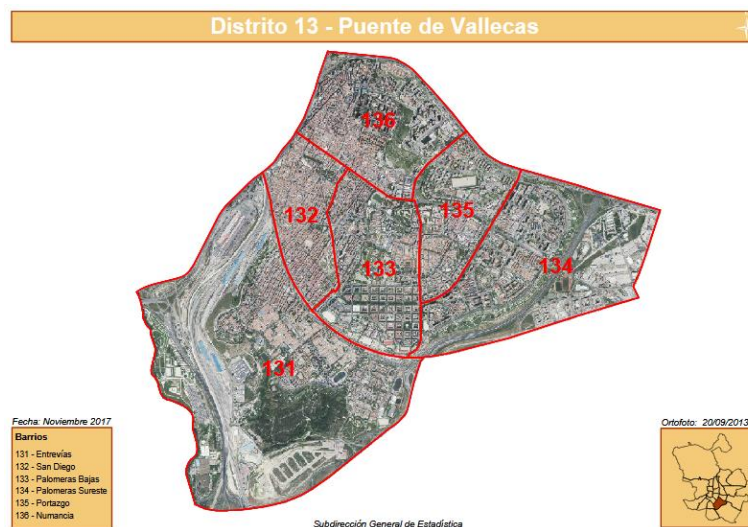 Distrito 13 - Puente de Vallecas
136
132
135
133
134
131
Fecha: Noviembre 2017
Ortofoto: 20/09/2013
Barrios
131 - Entrevías
132 - San Diego
133 - Palomeras Bajas
134 - Palomeras Sureste
135 - Portazgo
136 - Numancia
Subdirección General de Estadística